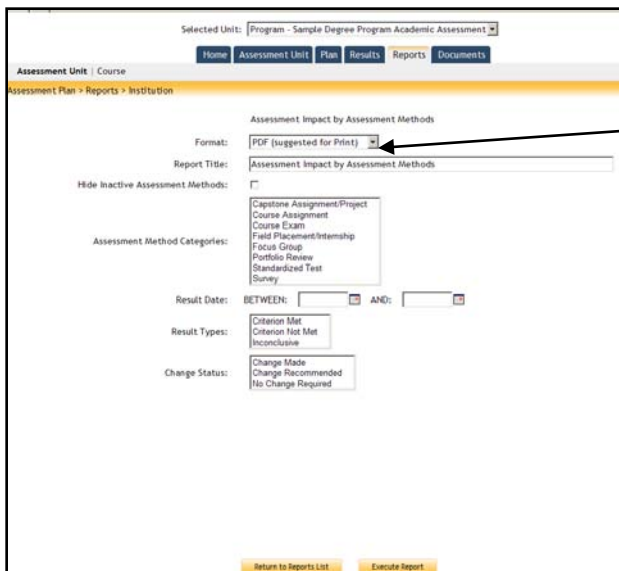 Selected Unit: Program - Sample Degree Program Academic Assessment
Home Assessment Unit Plan Results Reports Documents
Assessment Unit | Course
Assessment Plan > Reports > Institution
Assessment Impact by Assessment Methods
Format: PDF (suggested for Print)
Report Title: Assessment Impact by Assessment Methods
Hide Inactive Assessment Methods:
Assessment Method Categories:
Capstone Assignment/Project
Course Assignment
Course Exam
Field Placement/Internship
Focus Group
Portfolio Review
Standardized Test
Survey
Result Date: BETWEEN: AND:
Result Types:
Criterion Met
Criterion Not Met
Inconclusive
Change Status:
Change Made
Change Recommended
No Change Required
Return to Reports List Execute Report